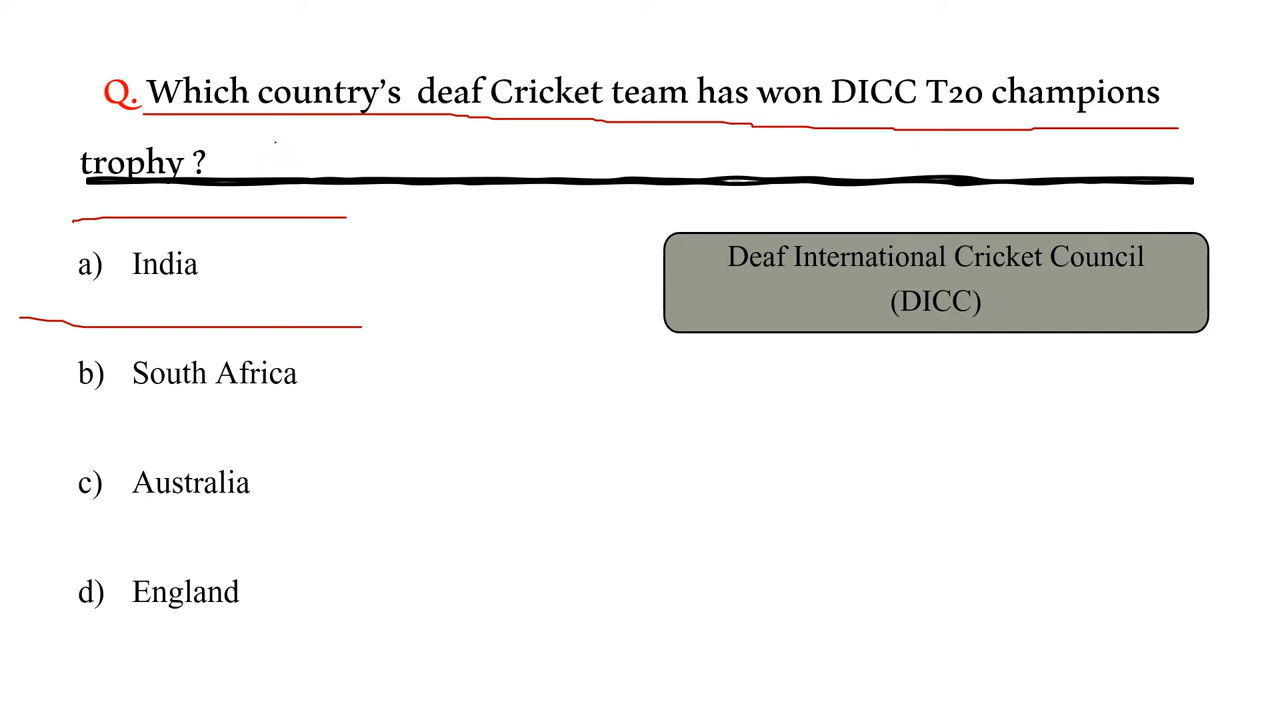 Q. Which country's deaf Cricket team has won DICC T20 champions
trophy ?
a) India
Deaf International Cricket Council
(DICC)
b) South Africa
c) Australia
d) England